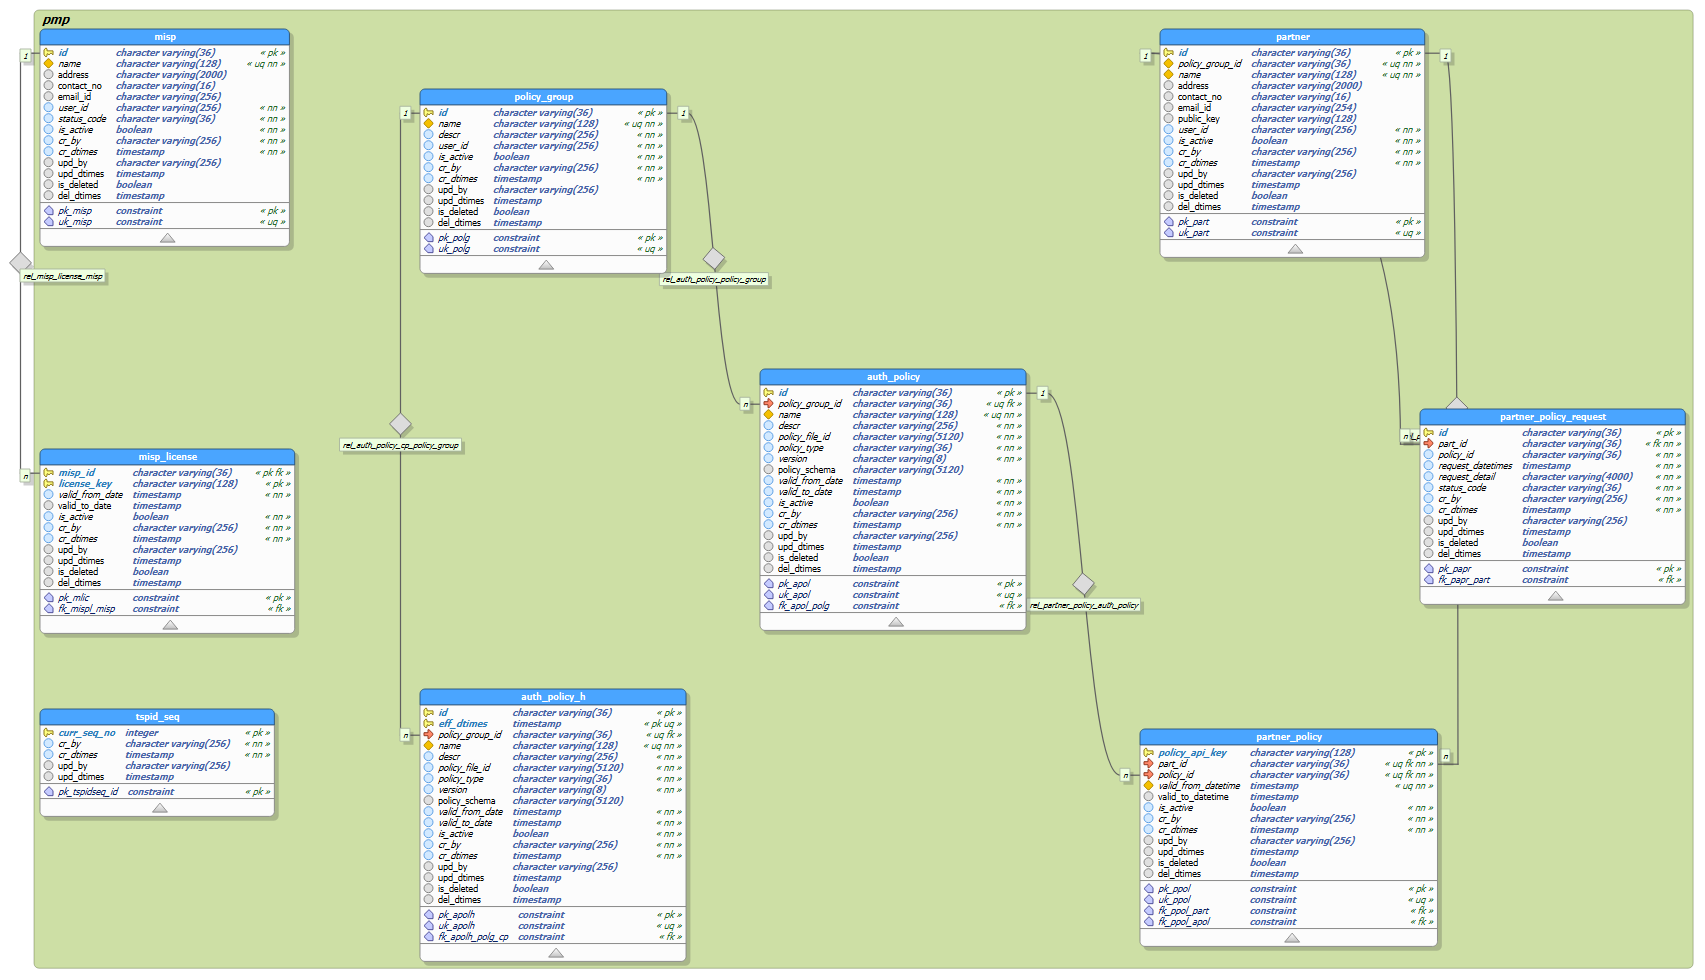 pmp
misp
id character varying(36) « pk »
name character varying(128) « uq nn »
address character varying(2000)
contact_no character varying(16)
email_id character varying(256)
user_id character varying(256) « nn »
status_code character varying(36) « nn »
is_active boolean « nn »
cr_by character varying(256) « nn »
cr_dtimes timestamp « nn »
upd_by character varying(256)
upd_dtimes timestamp
is_deleted boolean
del_dtimes timestamp
pk_misp constraint « pk »
uk_misp constraint « uq »
1
rel_misp_license_misp
n
misp_license
misp_id character varying(36) « pk fk »
license_key character varying(128) « pk »
valid_from_date timestamp « nn »
valid_to_date timestamp
is_active boolean « nn »
cr_by character varying(256) « nn »
cr_dtimes timestamp « nn »
upd_by character varying(256)
upd_dtimes timestamp
is_deleted boolean
del_dtimes timestamp
pk_mlic constraint « pk »
fk_mispl_misp constraint « fk »
tspid_seq
curr_seq_no integer « pk »
cr_by character varying(256) « nn »
cr_dtimes timestamp « nn »
upd_by character varying(256)
upd_dtimes timestamp
pk_tspidseq_id constraint « pk »
policy_group
id character varying(36) « pk »
name character varying(128) « uq nn »
descr character varying(256) « nn »
user_id character varying(256) « nn »
is_active boolean « nn »
cr_by character varying(256) « nn »
cr_dtimes timestamp « nn »
upd_by character varying(256)
upd_dtimes timestamp
is_deleted boolean
del_dtimes timestamp
pk_polg constraint « pk »
uk_polg constraint « uq »
1
1
rel_auth_policy_policy_group
n
rel_auth_policy_cp_policy_group
n
auth_policy_h
id character varying(36) « pk »
eff_dtimes timestamp « pk uq »
policy_group_id character varying(36) « uq fk »
name character varying(128) « uq nn »
descr character varying(256) « nn »
policy_file_id character varying(5120) « nn »
policy_type character varying(36) « nn »
version character varying(8) « nn »
policy_schema character varying(5120)
valid_from_date timestamp « nn »
valid_to_date timestamp « nn »
is_active boolean « nn »
cr_by character varying(256) « nn »
cr_dtimes timestamp « nn »
upd_by character varying(256)
upd_dtimes timestamp
is_deleted boolean
del_dtimes timestamp
pk_apolh constraint « pk »
uk_apolh constraint « uq »
fk_apolh_polg_cp constraint « fk »
auth_policy
id character varying(36) « pk »
policy_group_id character varying(36) « uq fk »
name character varying(128) « uq nn »
descr character varying(256) « nn »
policy_file_id character varying(5120) « nn »
policy_type character varying(36) « nn »
version character varying(8) « nn »
policy_schema character varying(5120)
valid_from_date timestamp « nn »
valid_to_date timestamp « nn »
is_active boolean « nn »
cr_by character varying(256) « nn »
cr_dtimes timestamp « nn »
upd_by character varying(256)
upd_dtimes timestamp
is_deleted boolean
del_dtimes timestamp
pk_apol constraint « pk »
uk_apol constraint « uq »
fk_apol_polg constraint « fk »
1
rel_partner_policy_auth_policy
n
partner
id character varying(36) « pk »
policy_group_id character varying(36) « uq nn »
name character varying(128) « uq nn »
address character varying(2000)
contact_no character varying(16)
email_id character varying(254)
public_key character varying(128)
user_id character varying(256) « nn »
is_active boolean « nn »
cr_by character varying(256) « nn »
cr_dtimes timestamp « nn »
upd_by character varying(256)
upd_dtimes timestamp
is_deleted boolean
del_dtimes timestamp
pk_part constraint « pk »
uk_part constraint « uq »
1
1
n
partner_policy_request
id character varying(36) « pk »
part_id character varying(36) « fk nn »
policy_id character varying(36) « nn »
request_datetimes timestamp « nn »
request_detail character varying(4000) « nn »
status_code character varying(36) « nn »
cr_by character varying(256) « nn »
cr_dtimes timestamp « nn »
upd_by character varying(256)
upd_dtimes timestamp
is_deleted boolean
del_dtimes timestamp
pk_papr constraint « pk »
fk_papr_part constraint « fk »
partner_policy
policy_api_key character varying(128) « pk »
part_id character varying(36) « uq fk nn »
policy_id character varying(36) « uq fk nn »
valid_from_datetime timestamp « uq nn »
valid_to_datetime timestamp
is_active boolean « nn »
cr_by character varying(256) « nn »
cr_dtimes timestamp « nn »
upd_by character varying(256)
upd_dtimes timestamp
is_deleted boolean
del_dtimes timestamp
pk_ppol constraint « pk »
uk_ppol constraint « uq »
fk_ppol_part constraint « fk »
fk_ppol_apol constraint « fk »
n